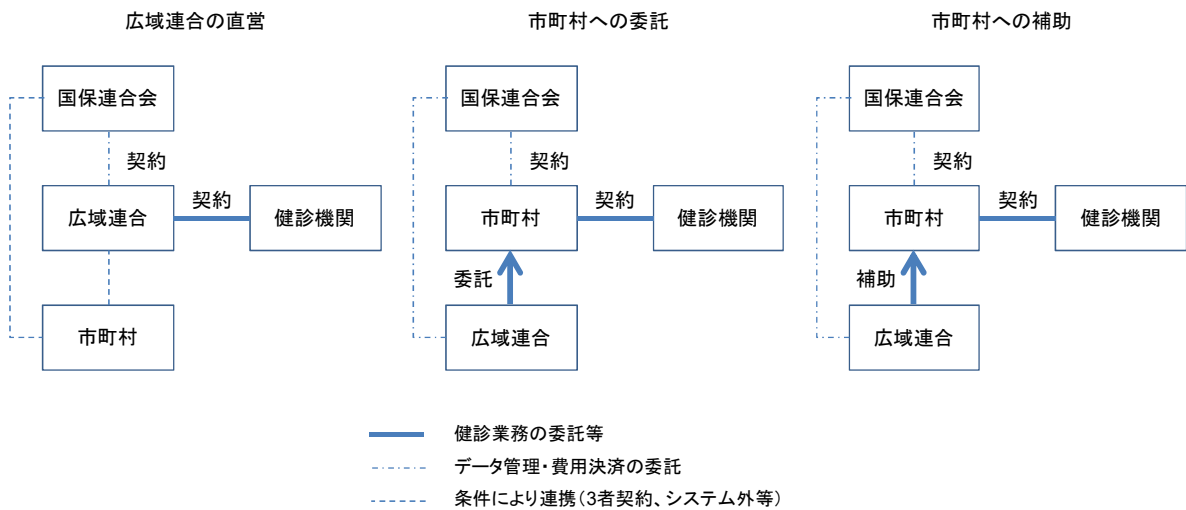 広域連合の直営
国保連合会
契約
広域連合
契約
健診機関
市町村
市町村への委託
国保連合会
契約
市町村
契約
健診機関
委託
広域連合
市町村への補助
国保連合会
契約
市町村
契約
健診機関
補助
広域連合
健診業務の委託等
データ管理・費用決済の委託
条件により連携(3者契約、システム外等)